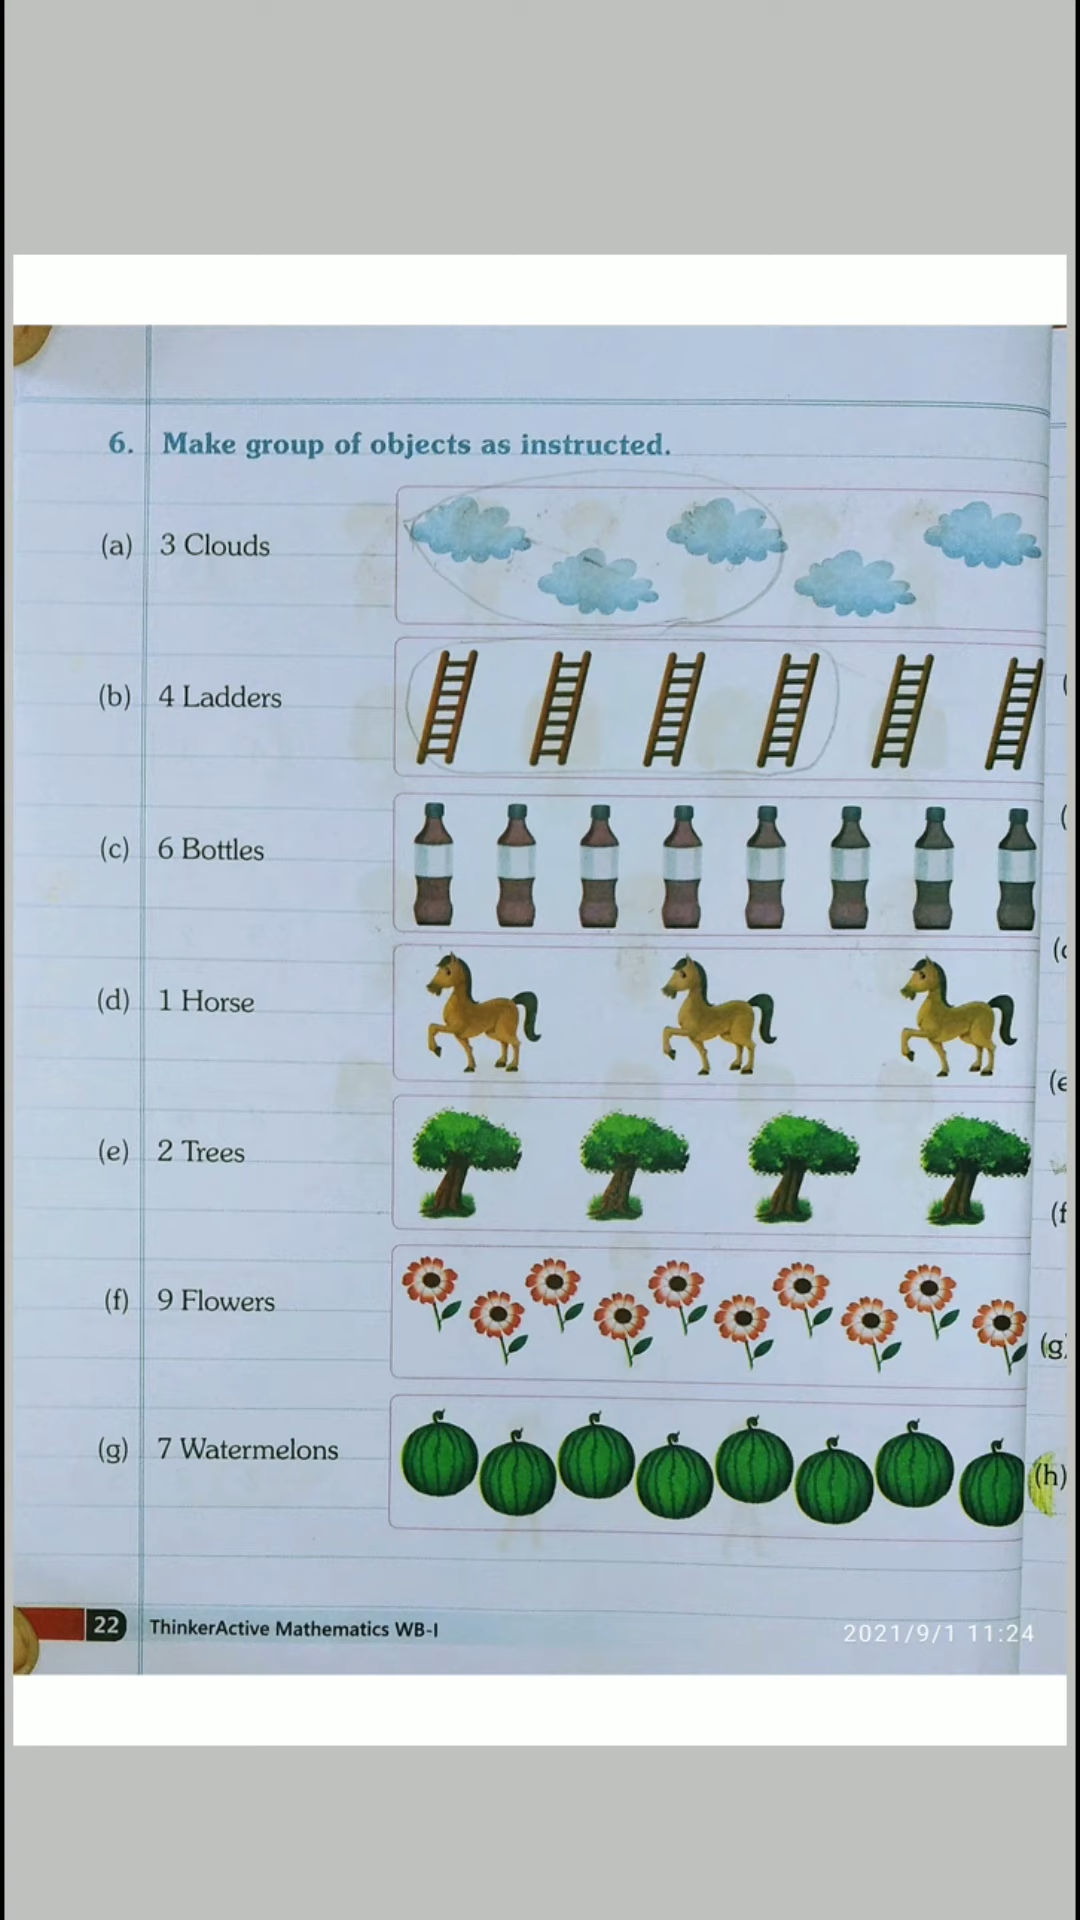 6. Make group of objects as instructed.
(a) 3 Clouds
(b) 4 Ladders
(c) 6 Bottles
(d) 1 Horse
(e) 2 Trees
(f) 9 Flowers
(g) 7 Watermelons
(
(
(c
(e
(f
(g)
(h)
22 ThinkerActive Mathematics WB-I
2021/9/1 11:24